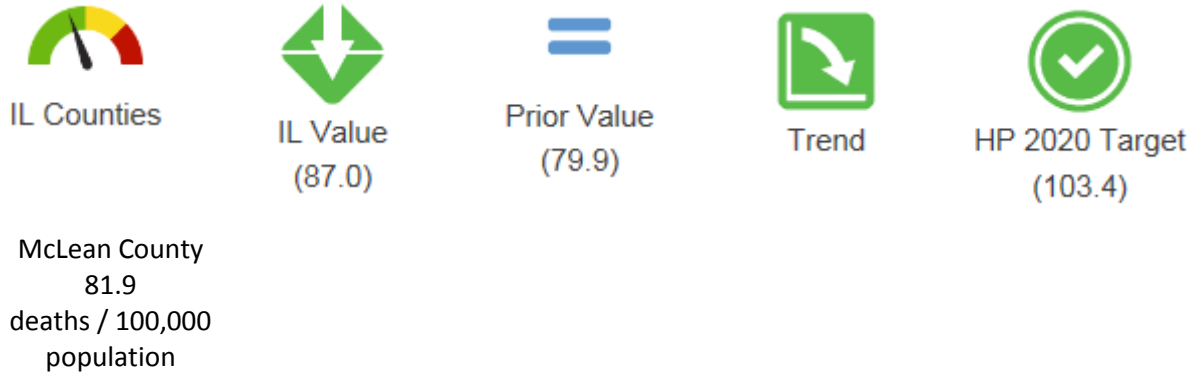 IL Counties
IL Value
(87.0)
Prior Value
(79.9)
Trend
HP 2020 Target
(103.4)
McLean County
81.9
deaths / 100,000
population